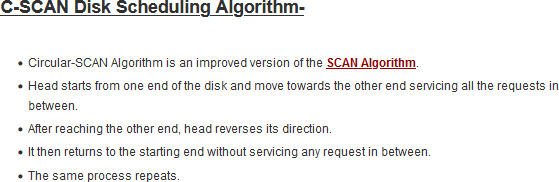 C-SCAN Disk Scheduling Algorithm-
• Circular-SCAN Algorithm is an improved version of the SCAN Algorithm.
• Head starts from one end of the disk and move towards the other end servicing all the requests in
between.
• After reaching the other end, head reverses its direction.
• It then returns to the starting end without servicing any request in between.
• The same process repeats.